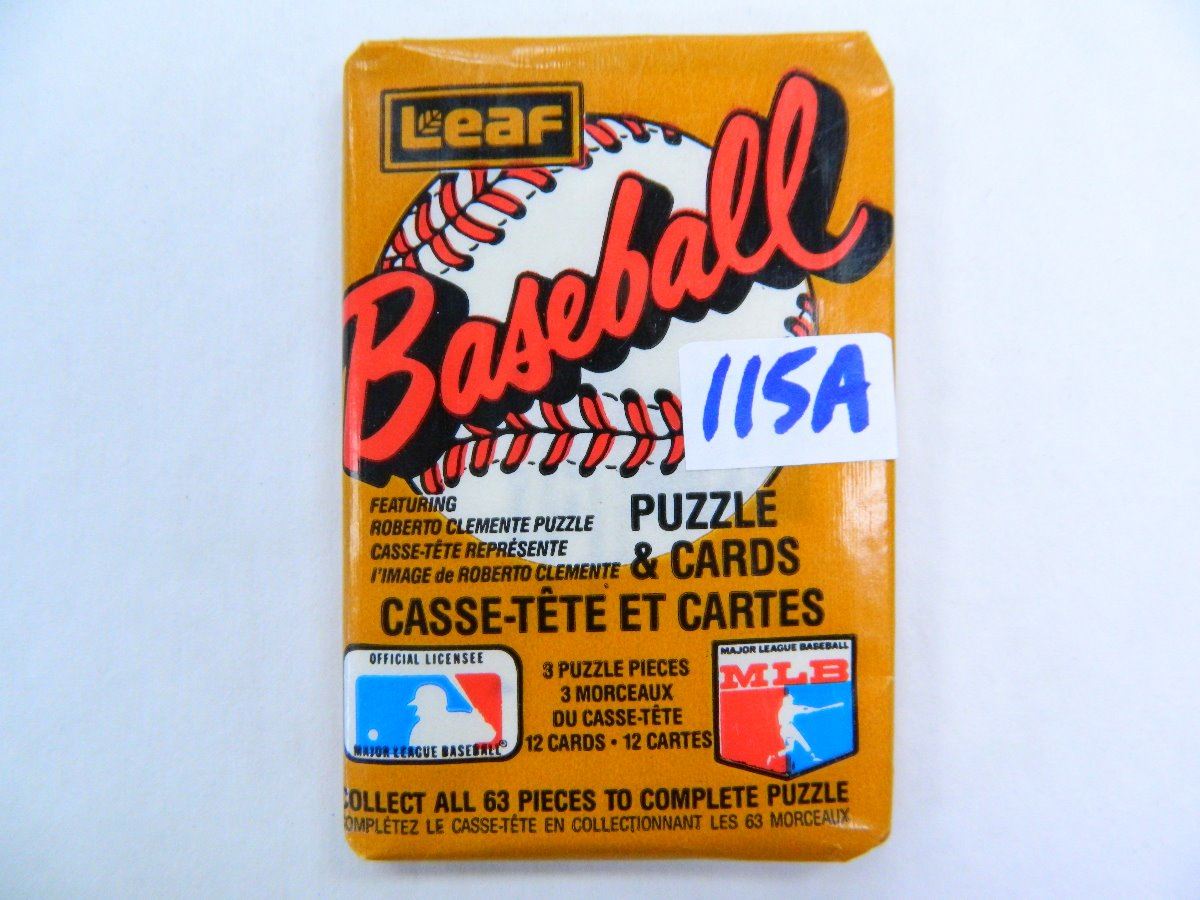 Leaf
Baseball
115A
FEATURING
ROBERTO CLEMENTE PUZZLE
CASSE-TÊTE REPRÉSENTE
l'IMAGE de ROBERTO CLEMENTE
PUZZLE
& CARDS
CASSE-TÊTE ET CARTES
OFFICIAL LICENSEE
MAJOR LEAGUE BASEBALL®
3 PUZZLE PIECES
3 MORCEAUX
DU CASSE-TÊTE
12 CARDS • 12 CARTES
MAJOR LEAGUE BASEBALL
MLB
COLLECT ALL 63 PIECES TO COMPLETE PUZZLE
OMPLÉTEZ LE CASSE-TÊTE EN COLLECTIONNANT LES 63 MORCEAUX